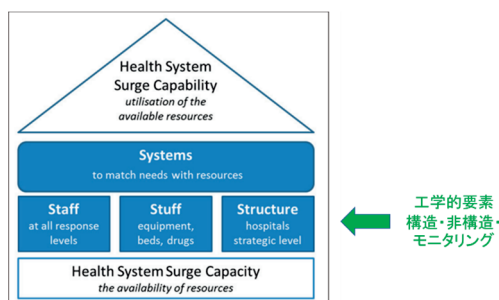 Health System
Surge Capability
utilisation of the
available resources
Systems
to match needs with resources
Staff
at all response
levels
Stuff
equipment,
beds, drugs
Structure
hospitals
strategic level
工学的要素
構造・非構造・
モニタリング
Health System Surge Capacity
the availability of resources